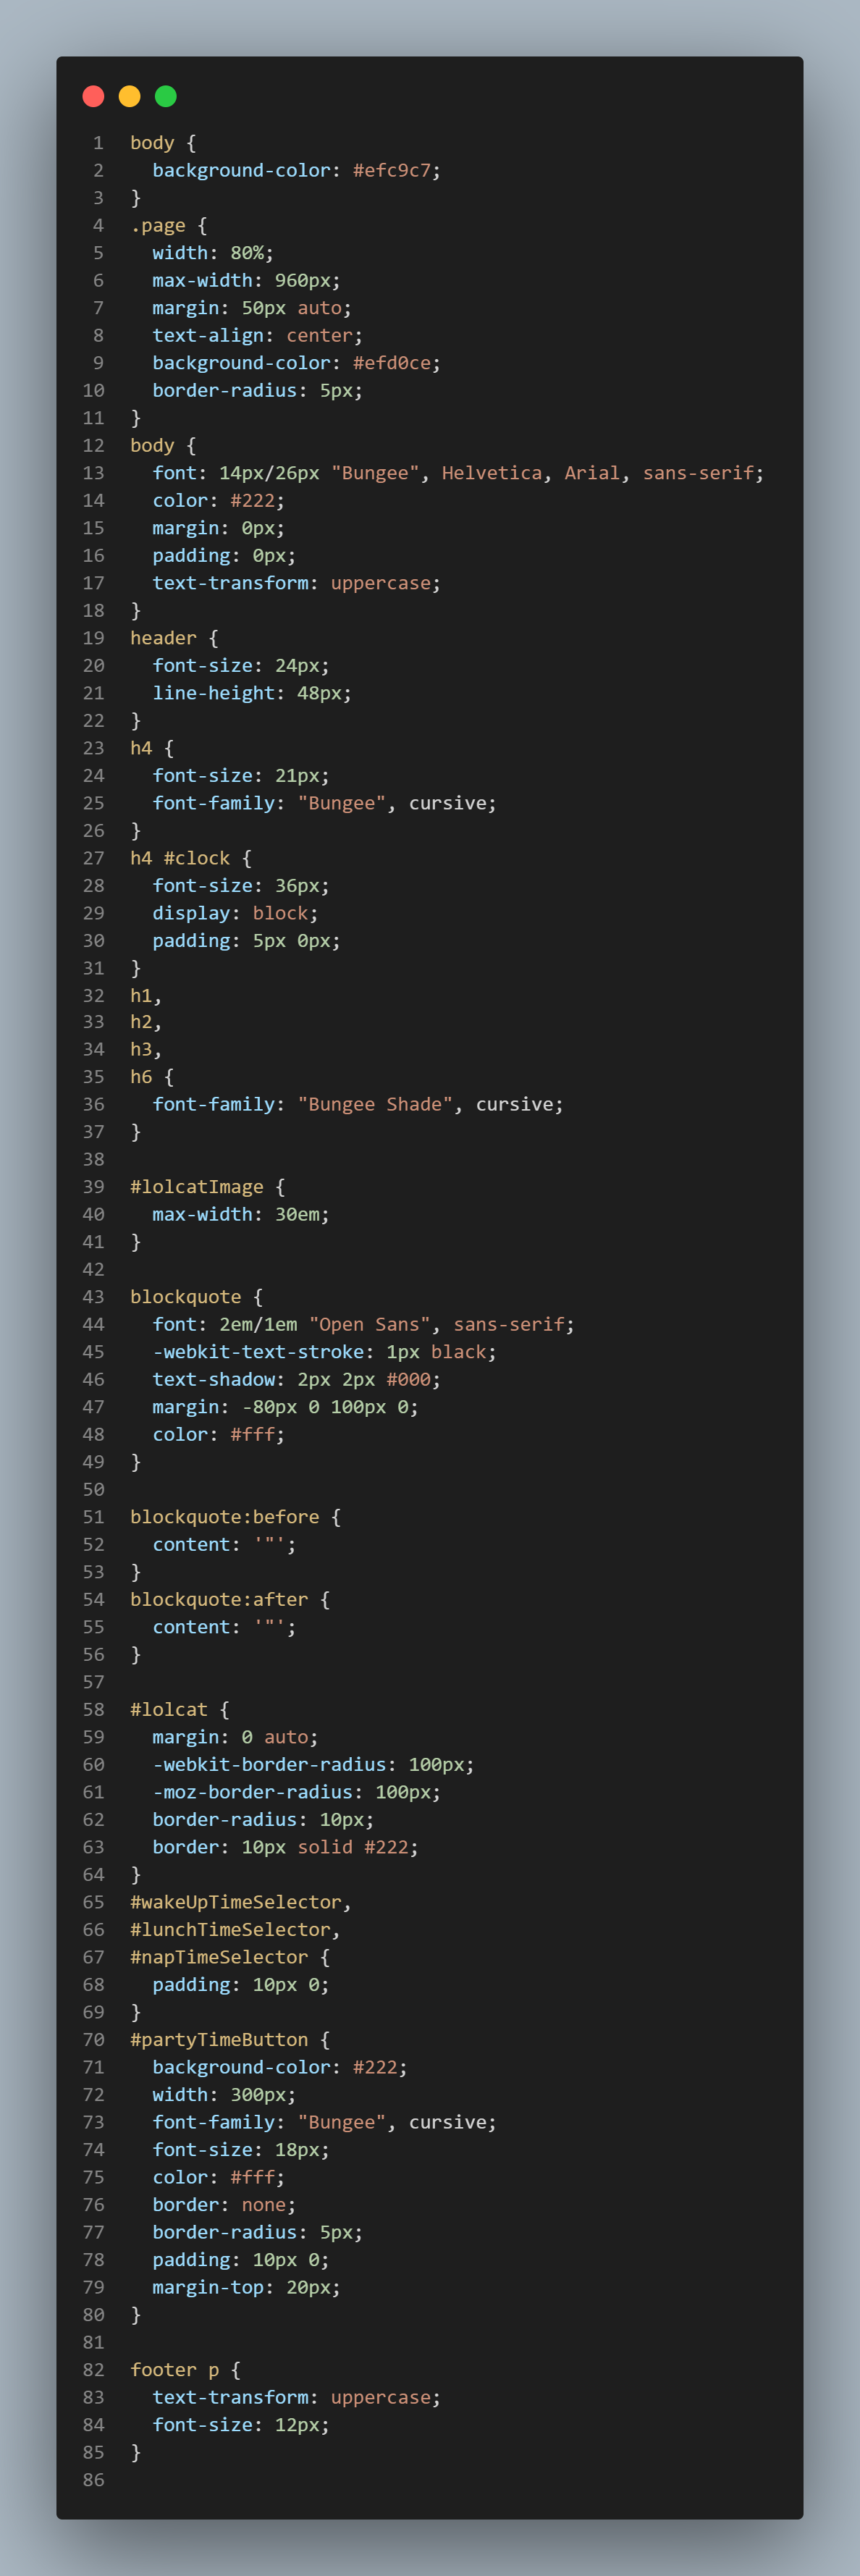 1 body {
2   background-color: #efc9c7;
3 }
4 .page {
5   width: 80%;
6   max-width: 960px;
7   margin: 50px auto;
8   text-align: center;
9   background-color: #efd0ce;
10   border-radius: 5px;
11 }
12 body {
13   font: 14px/26px "Bungee", Helvetica, Arial, sans-serif;
14   color: #222;
15   margin: 0px;
16   padding: 0px;
17   text-transform: uppercase;
18 }
19 header {
20   font-size: 24px;
21   line-height: 48px;
22 }
23 h4 {
24   font-size: 21px;
25   font-family: "Bungee", cursive;
26 }
27 h4 #clock {
28   font-size: 36px;
29   display: block;
30   padding: 5px 0px;
31 }
32 h1,
33 h2,
34 h3,
35 h6 {
36   font-family: "Bungee Shade", cursive;
37 }
38
39 #lolcatImage {
40   max-width: 30em;
41 }
42
43 blockquote {
44   font: 2em/1em "Open Sans", sans-serif;
45   -webkit-text-stroke: 1px black;
46   text-shadow: 2px 2px #000;
47   margin: -80px 0 100px 0;
48   color: #fff;
49 }
50
51 blockquote:before {
52   content: '"';
53 }
54 blockquote:after {
55   content: '"';
56 }
57
58 #lolcat {
59   margin: 0 auto;
60   -webkit-border-radius: 100px;
61   -moz-border-radius: 100px;
62   border-radius: 10px;
63   border: 10px solid #222;
64 }
65 #wakeUpTimeSelector,
66 #lunchTimeSelector,
67 #napTimeSelector {
68   padding: 10px 0;
69 }
70 #partyTimeButton {
71   background-color: #222;
72   width: 300px;
73   font-family: "Bungee", cursive;
74   font-size: 18px;
75   color: #fff;
76   border: none;
77   border-radius: 5px;
78   padding: 10px 0;
79   margin-top: 20px;
80 }
81
82 footer p {
83   text-transform: uppercase;
84   font-size: 12px;
85 }
86